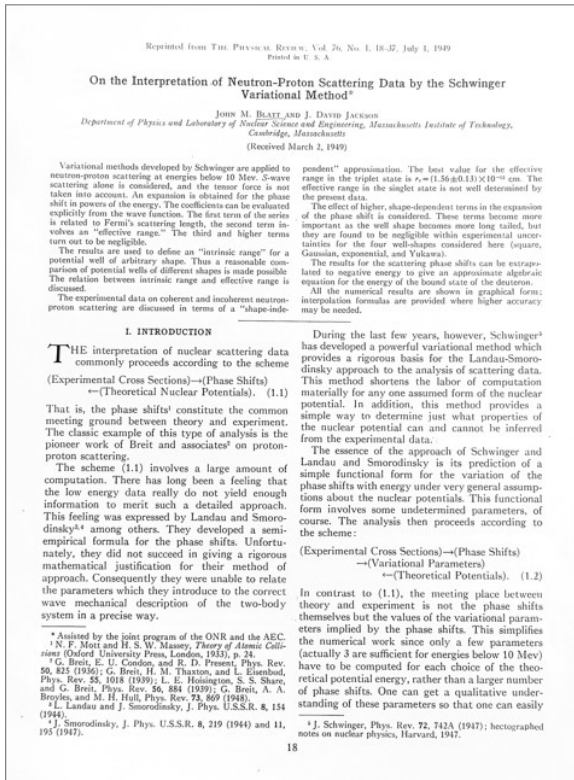 Reprinted from THE PHYSICAL REVIEW, Vol. 76, No. 1, 18-37, July 1, 1949
Printed in U. S. A.
On the Interpretation of Neutron-Proton Scattering Data by the Schwinger
Variational Method*
JOHN M. BLATT AND J. DAVID JACKSON
Department of Physics and Laboratory of Nuclear Science and Engineering, Massachusetts Institute of Technology,
Cambridge, Massachusetts
(Received March 2, 1949)
Variational methods developed by Schwinger are applied to
neutron-proton scattering at energies below 10 Mev. S-wave
scattering alone is considered, and the tensor force is not
taken into account. An expansion is obtained for the phase
shift in powers of the energy. The coefficients can be evaluated
explicitly from the wave function. The first term of the series
is related to Fermi's scattering length, the second term in-
volves an "effective range." The third and higher terms
turn out to be negligible.
The results are used to define an "intrinsic range" for a
potential well of arbitrary shape. Thus a reasonable com-
parison of potential wells of different shapes is made possible
The relation between intrinsic range and effective range is
discussed.
The experimental data on coherent and incoherent neutron-
proton scattering are discussed in terms of a "shape-inde-
pendent" approximation. The best value for the effective
range in the triplet state is r_t=(1.56±0.13)×10⁻¹³ cm. The
effective range in the singlet state is not well determined by
the present data.
The effect of higher, shape-dependent terms in the expansion
of the phase shift is considered. These terms become more
important as the well shape becomes more long tailed, but
they are found to be negligible within experimental uncer-
tainties for the four well-shapes considered here (square,
Gaussian, exponential, and Yukawa).
The results for the scattering phase shifts can be extrapo-
lated to negative energy to give an approximate algebraic
equation for the energy of the bound state of the deuteron.
All the numerical results are shown in graphical form;
interpolation formulas are provided where higher accuracy
may be needed.
I. INTRODUCTION
THE interpretation of nuclear scattering data
commonly proceeds according to the scheme
(Experimental Cross Sections)→(Phase Shifts)
←(Theoretical Nuclear Potentials). (1.1)
That is, the phase shifts¹ constitute the common
meeting ground between theory and experiment.
The classic example of this type of analysis is the
pioneer work of Breit and associates² on proton-
proton scattering.
The scheme (1.1) involves a large amount of
computation. There has long been a feeling that
the low energy data really do not yield enough
information to merit such a detailed approach.
This feeling was expressed by Landau and Smoro-
dinsky³,⁴ among others. They developed a semi-
empirical formula for the phase shifts. Unfortu-
nately, they did not succeed in giving a rigorous
mathematical justification for their method of
approach. Consequently they were unable to relate
the parameters which they introduce to the correct
wave mechanical description of the two-body
system in a precise way.
* Assisted by the joint program of the ONR and the AEC.
¹ N. F. Mott and H. S. W. Massey, Theory of Atomic Colli-
sions (Oxford University Press, London, 1933), p. 24.
² G. Breit, E. U. Condon, and R. D. Present, Phys. Rev.
50, 825 (1936); G. Breit, H. M. Thaxton, and L. Eisenbud,
Phys. Rev. 55, 1018 (1939); L. E. Hoisington, S. S. Share,
and G. Breit, Phys. Rev. 56, 884 (1939); G. Breit, A. A.
Broyles, and M. H. Hull, Phys. Rev. 73, 869 (1948).
³ L. Landau and J. Smorodinsky, J. Phys. U.S.S.R. 8, 154
(1944).
⁴ J. Smorodinsky, J. Phys. U.S.S.R. 8, 219 (1944) and 11,
195 (1947).
During the last few years, however, Schwinger⁵
has developed a powerful variational method which
provides a rigorous basis for the Landau-Smoro-
dinsky approach to the analysis of scattering data.
This method shortens the labor of computation
materially for any one assumed form of the nuclear
potential. In addition, this method provides a
simple way to determine just what properties of
the nuclear potential can and cannot be inferred
from the experimental data.
The essence of the approach of Schwinger and
Landau and Smorodinsky is its prediction of a
simple functional form for the variation of the
phase shifts with energy under very general assump-
tions about the nuclear potentials. This functional
form involves some undetermined parameters, of
course. The analysis then proceeds according to
the scheme:
(Experimental Cross Sections)→(Phase Shifts)
→(Variational Parameters)
←(Theoretical Potentials). (1.2)
In contrast to (1.1), the meeting place between
theory and experiment is not the phase shifts
themselves but the values of the variational param-
eters implied by the phase shifts. This simplifies
the numerical work since only a few parameters
(actually 3 are sufficient for energies below 10 Mev)
have to be computed for each choice of the theo-
retical potential energy, rather than a larger number
of phase shifts. One can get a qualitative under-
standing of these parameters so that one can easily
⁵ J. Schwinger, Phys. Rev. 72, 742A (1947); hectographed
notes on nuclear physics, Harvard, 1947.
18